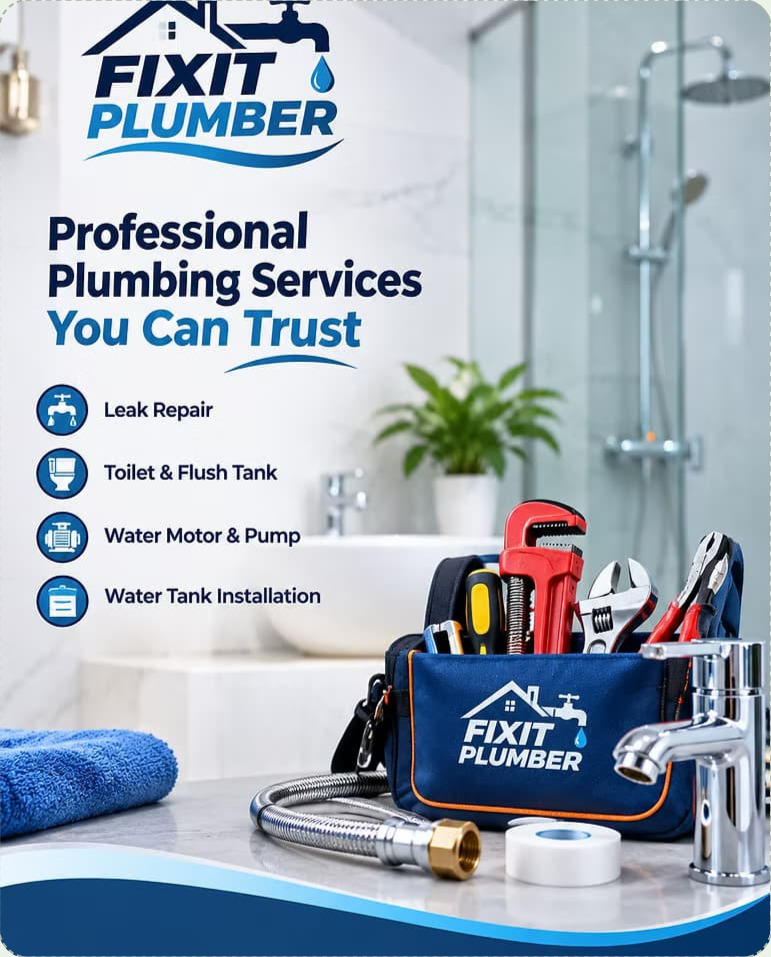 FIXIT
PLUMBER
Professional
Plumbing Services
You Can Trust
Leak Repair
Toilet & Flush Tank
Water Motor & Pump
Water Tank Installation
FIXIT
PLUMBER